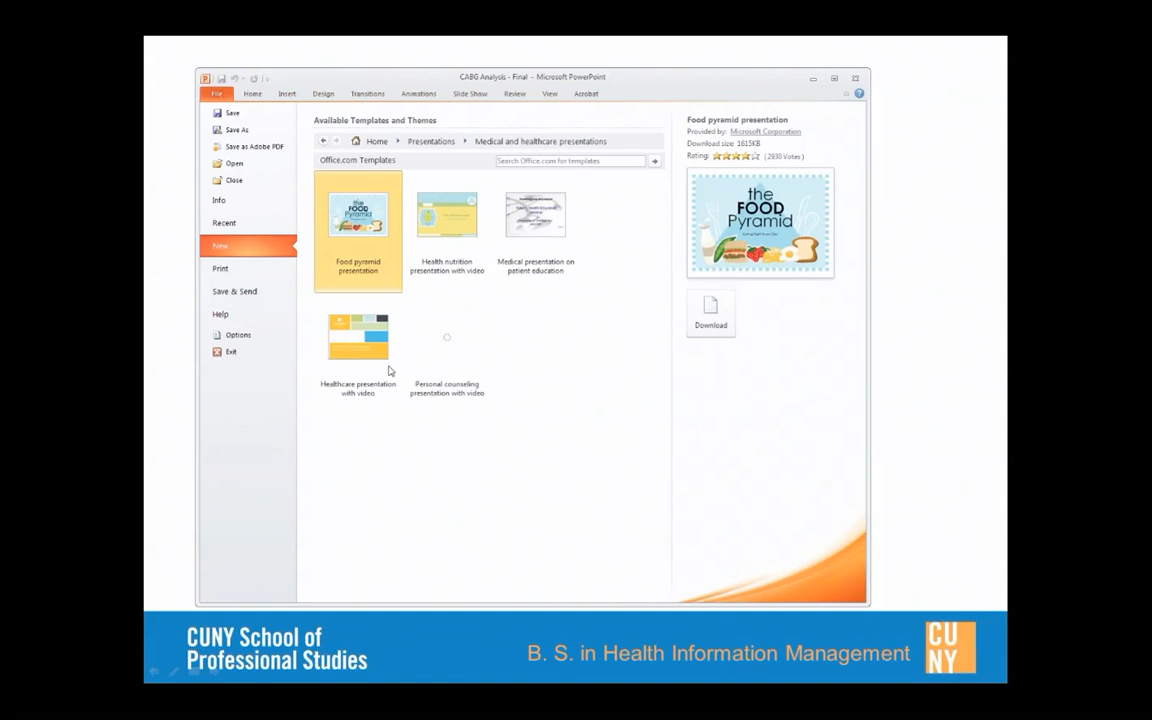 CABG Analysis - Final - Microsoft PowerPoint
File Home Insert Design Transitions Animations Slide Show Review View Acrobat
Save
Save As
Save as Adobe PDF
Open
Close
Info
Recent
New
Print
Save & Send
Help
Options
Exit
Available Templates and Themes
Home Presentations Medical and healthcare presentations
Office.com Templates
Search Office.com for templates
the
FOOD
Pyramid
Food pyramid
presentation
Health nutrition
presentation with video
Medical presentation on
patient education
Healthcare presentation
with video
Personal counseling
presentation with video
Food pyramid presentation
Provided by: Microsoft Corporation
Download size: 1615KB
Rating: (2930 Votes)
the
FOOD
Pyramid
Download
CUNY School of
Professional Studies
B. S. in Health Information Management
CU
NY